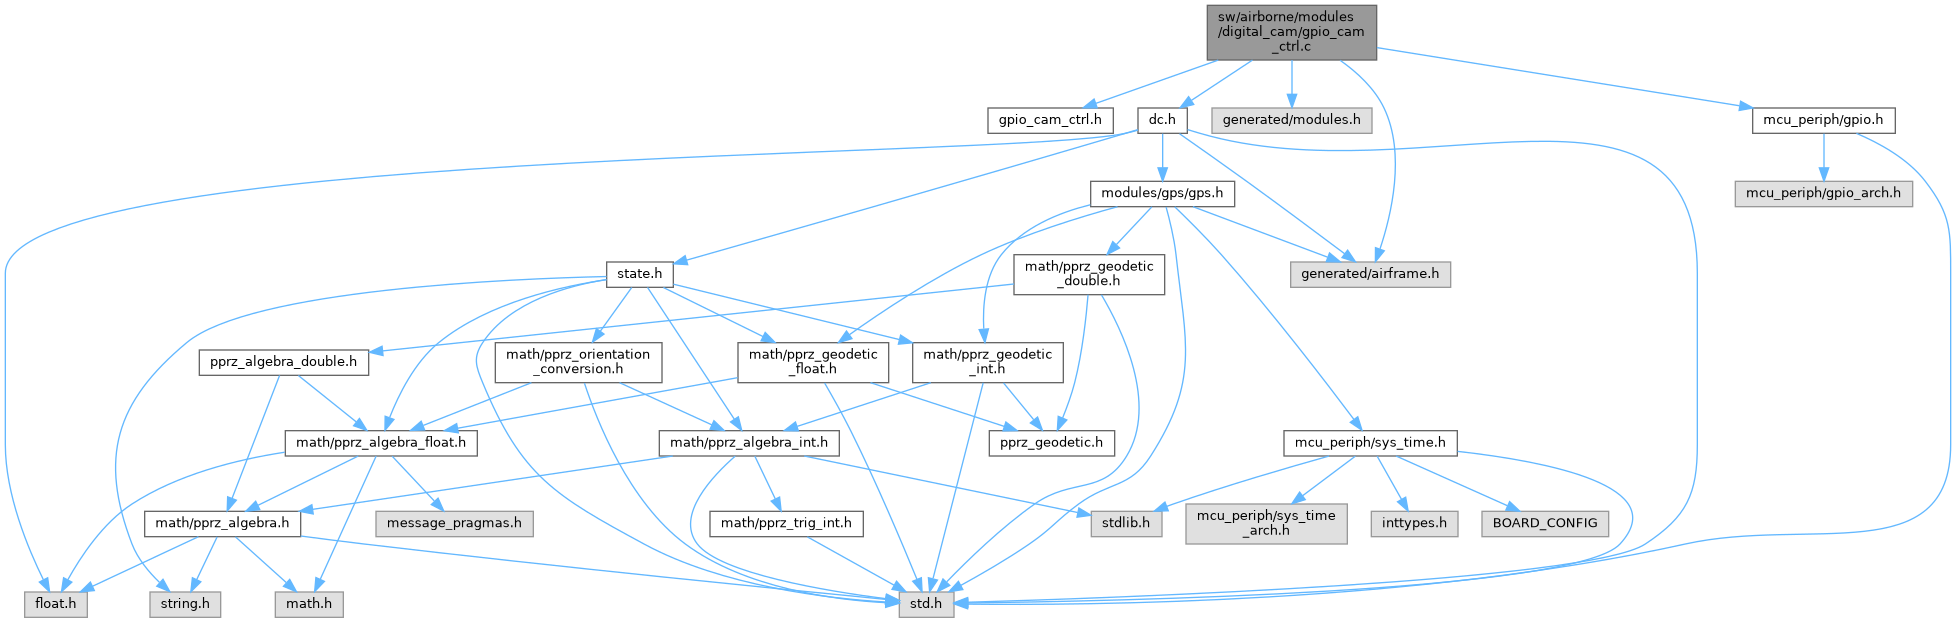 sw/airborne/modules
/digital_cam/gpio_cam
_ctrl.c
gpio_cam_ctrl.h
dc.h
generated/modules.h
mcu_periph/gpio.h
modules/gps/gps.h
mcu_periph/gpio_arch.h
state.h
math/pprz_geodetic
_double.h
generated/airframe.h
pprz_algebra_double.h
math/pprz_orientation
_conversion.h
math/pprz_geodetic
_float.h
math/pprz_geodetic
_int.h
math/pprz_algebra_float.h
math/pprz_algebra_int.h
pprz_geodetic.h
mcu_periph/sys_time.h
math/pprz_algebra.h
message_pragmas.h
math/pprz_trig_int.h
stdlib.h
mcu_periph/sys_time
_arch.h
inttypes.h
BOARD_CONFIG
float.h
string.h
math.h
std.h